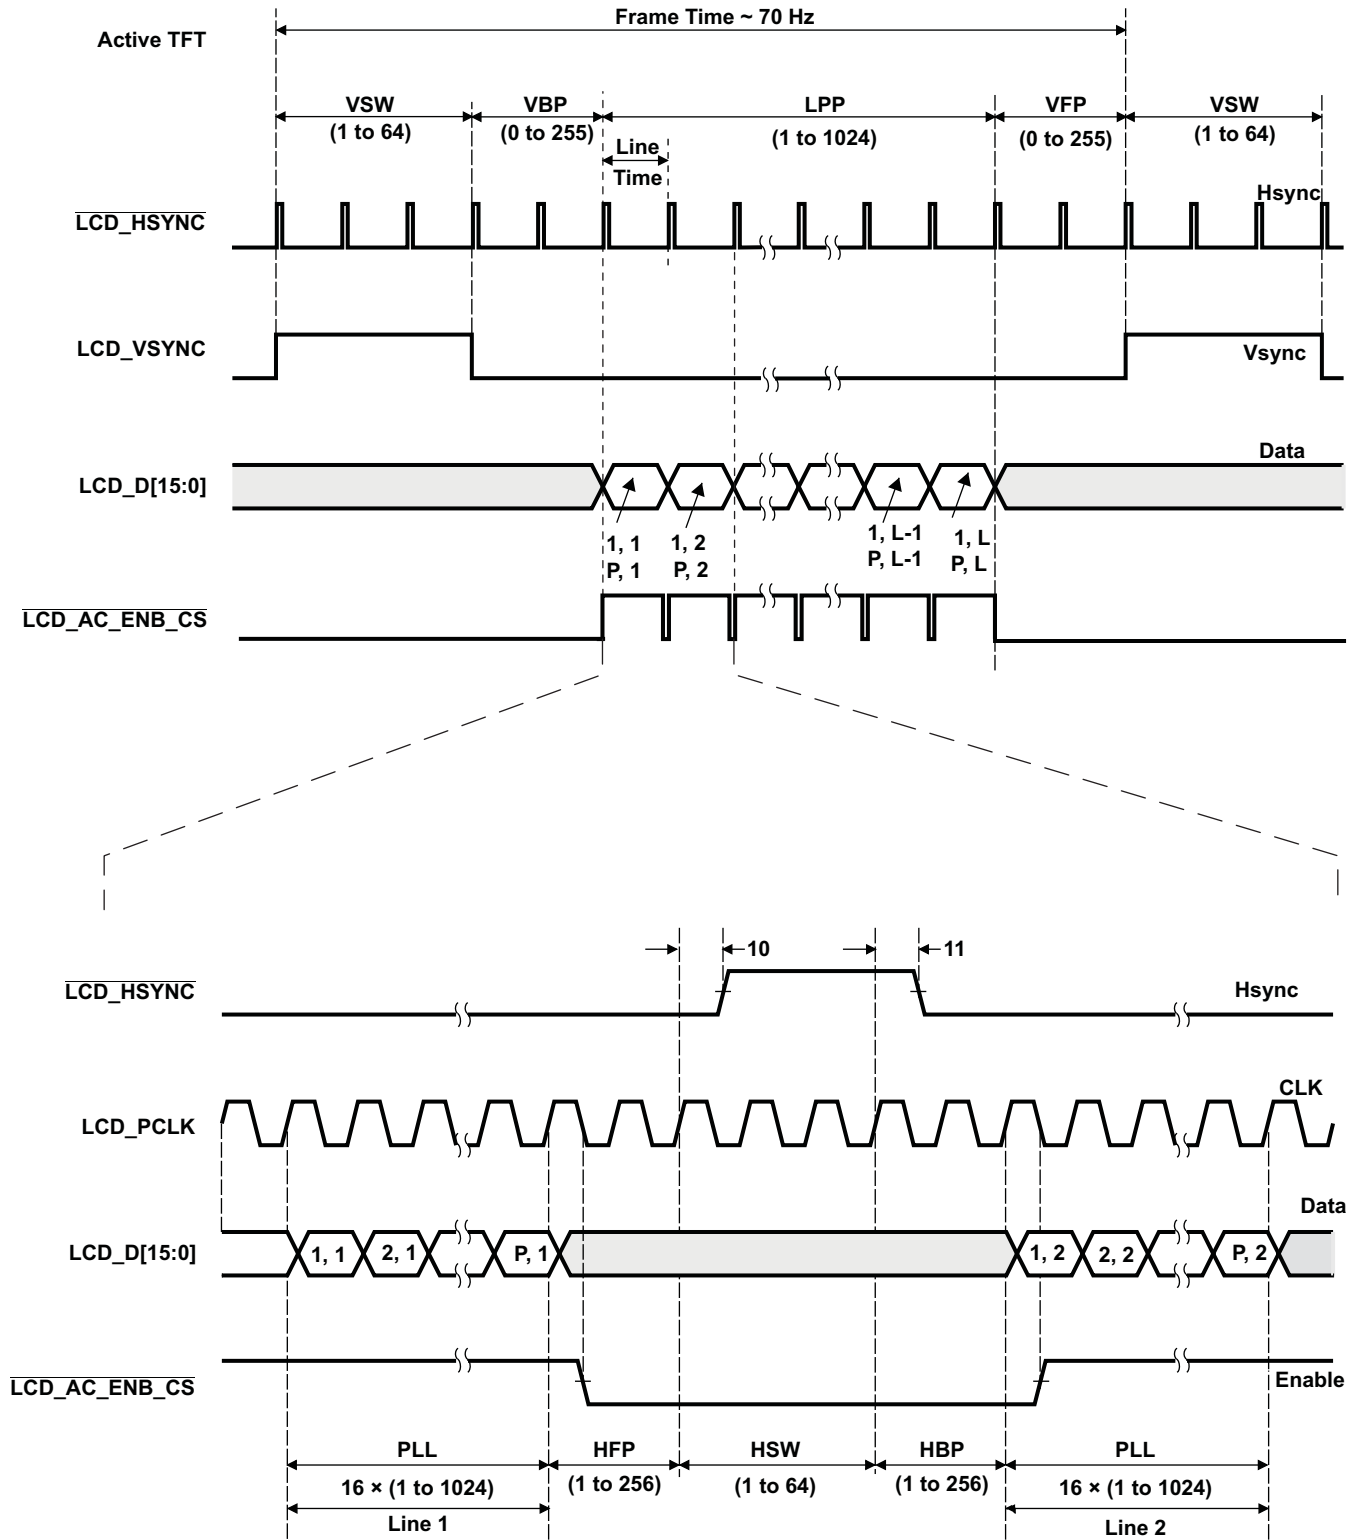 Frame Time ~ 70 Hz
Active TFT
VSW VBP LPP VFP VSW
(1 to 64) (0 to 255) (1 to 1024) (0 to 255) (1 to 64)
Line
Time
LCD_HSYNC Hsync
LCD_VSYNC Vsync
Data
LCD_D[15:0]
1, 1 1, 2 1, L-1 1, L
P, 1 P, 2 P, L-1 P, L
LCD_AC_ENB_CS
10 11
LCD_HSYNC Hsync
CLK
LCD_PCLK
Data
LCD_D[15:0] 1, 1 2, 1 P, 1 1, 2 2, 2 P, 2
LCD_AC_ENB_CS Enable
PLL HFP HSW HBP PLL
16 × (1 to 1024) (1 to 256) (1 to 64) (1 to 256) 16 × (1 to 1024)
Line 1 Line 2